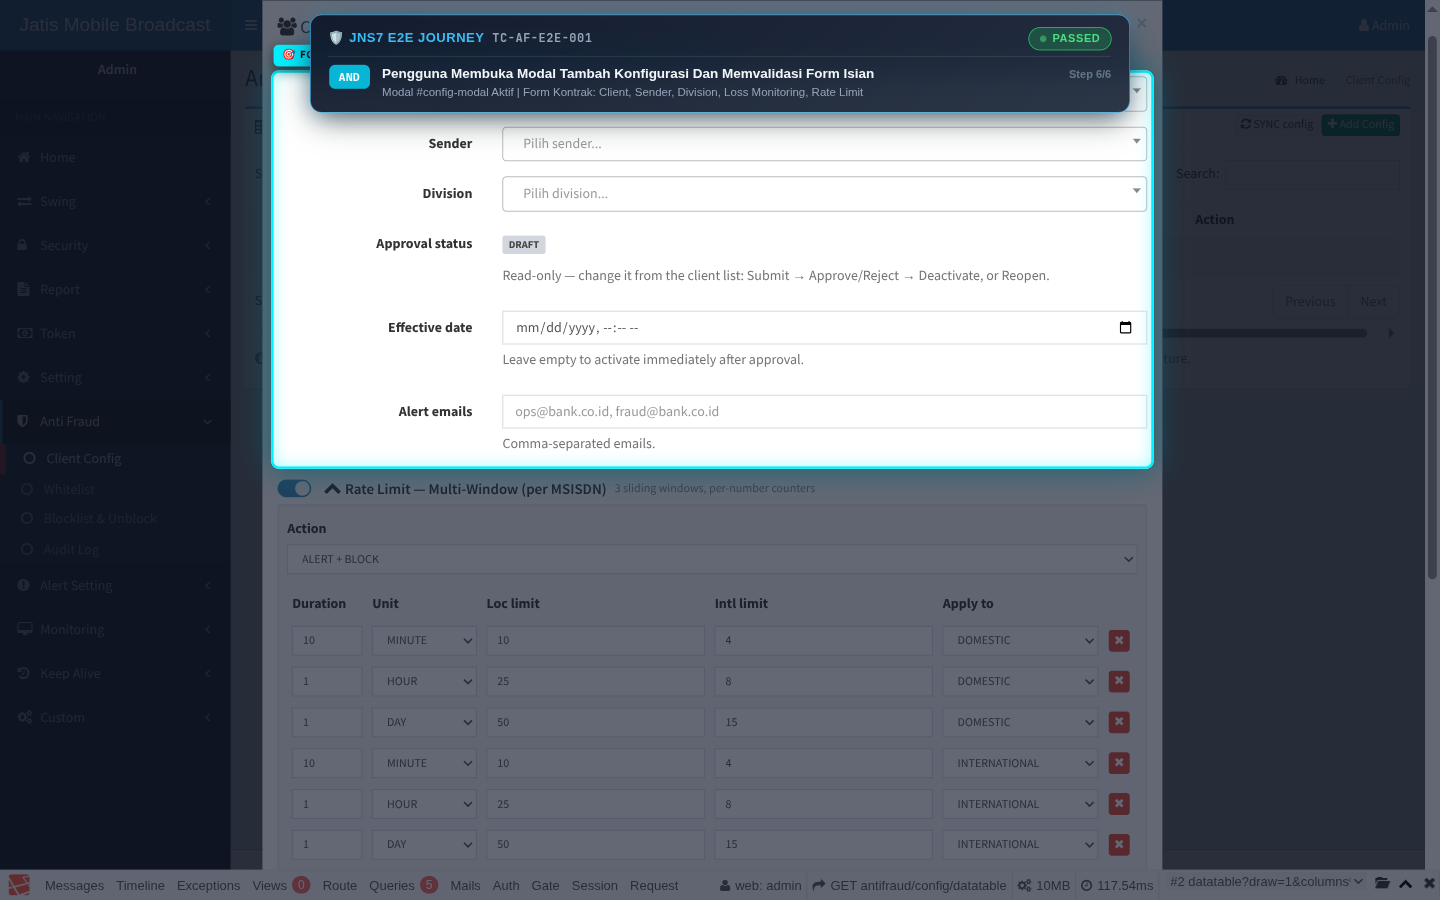 Jatis Mobile Broadcast
Admin
JNS7 E2E JOURNEY TC-AF-E2E-001
PASSED
AND
Pengguna Membuka Modal Tambah Konfigurasi Dan Memvalidasi Form Isian
Step 6/6
Modal #config-modal Aktif | Form Kontrak: Client, Sender, Division, Loss Monitoring, Rate Limit
Admin
MAIN NAVIGATION
Home
Swing
Security
Report
Token
Setting
Anti Fraud
Client Config
Whitelist
Blocklist & Unblock
Audit Log
Alert Setting
Monitoring
Keep Alive
Custom
Home
Client Config
SYNC config
Add Config
Search:
Action
Previous
Next
Sender
Pilih sender...
Division
Pilih division...
Approval status
DRAFT
Read-only — change it from the client list: Submit → Approve/Reject → Deactivate, or Reopen.
Effective date
mm/dd/yyyy, --:-- --
Leave empty to activate immediately after approval.
Alert emails
ops@bank.co.id, fraud@bank.co.id
Comma-separated emails.
Rate Limit — Multi-Window (per MSISDN) 3 sliding windows, per-number counters
Action
ALERT + BLOCK
Duration Unit Loc limit Intl limit Apply to
10 MINUTE 10 4 DOMESTIC
1 HOUR 25 8 DOMESTIC
1 DAY 50 15 DOMESTIC
10 MINUTE 10 4 INTERNATIONAL
1 HOUR 25 8 INTERNATIONAL
1 DAY 50 15 INTERNATIONAL
Messages Timeline Exceptions Views 0 Route Queries 5 Mails Auth Gate Session Request web: admin GET antifraud/config/datatable 10MB 117.54ms #2 datatable?draw=1&columns